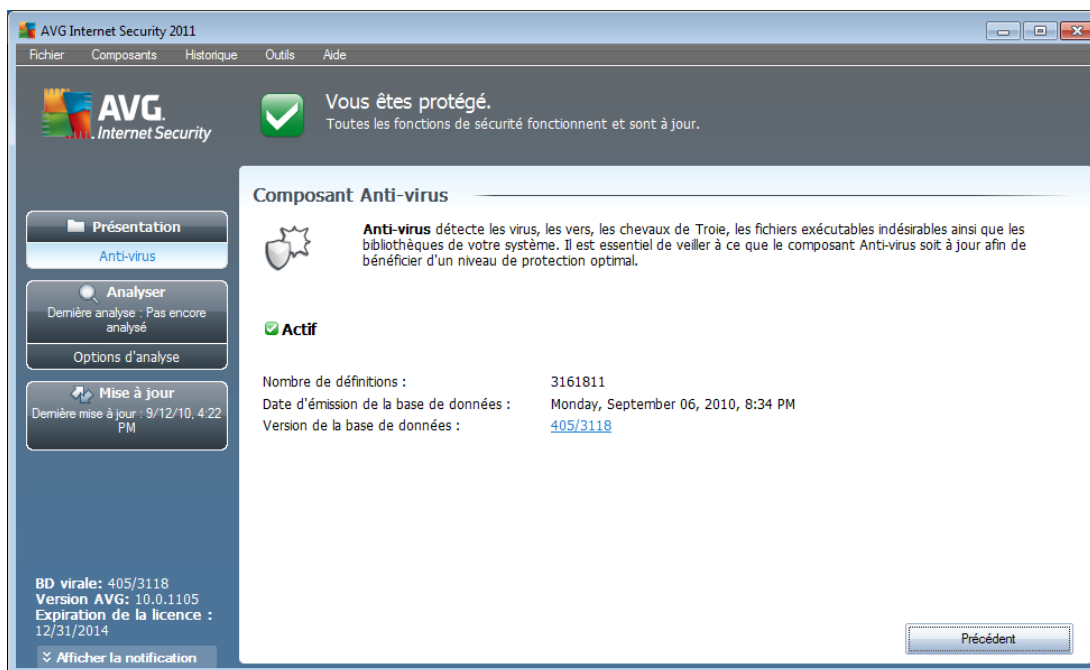 AVG Internet Security 2011
Fichier Composants Historique Outils Aide
AVG.
Internet Security
Vous êtes protégé.
Toutes les fonctions de sécurité fonctionnent et sont à jour.
Présentation
Anti-virus
Analyser
Dernière analyse : Pas encore
analysé
Options d'analyse
Mise à jour
Dernière mise à jour : 9/12/10, 4:22
PM
BD virale: 405/3118
Version AVG: 10.0.1105
Expiration de la licence :
12/31/2014
Afficher la notification
Composant Anti-virus
Anti-virus détecte les virus, les vers, les chevaux de Troie, les fichiers exécutables indésirables ainsi que les
bibliothèques de votre système. Il est essentiel de veiller à ce que le composant Anti-virus soit à jour afin de
bénéficier d'un niveau de protection optimal.
Actif
Nombre de définitions : 3161811
Date d'émission de la base de données : Monday, September 06, 2010, 8:34 PM
Version de la base de données : 405/3118
Précédent